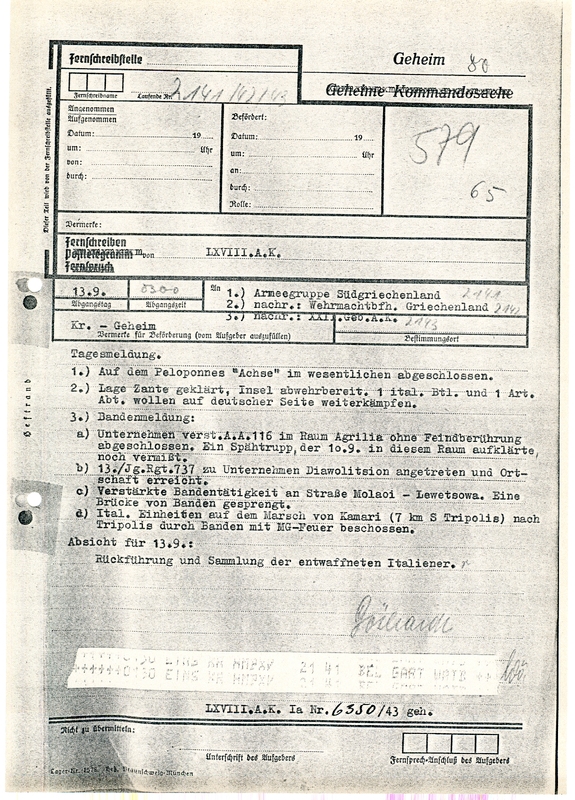 Fernschreibstelle
Geheim 80
Geheime Kommandosache
Fernschreibname
Laufende Nr.
2141/42/43
Dieser Teil wird von der Fernschreibstelle ausgefüllt.
Angenommen
Aufgenommen
Datum: 19
um: Uhr
von:
durch:
Befördert:
Datum: 19
um: Uhr
an:
durch:
Rolle:
579
65
Vermerke:
Fernschreiben
Posttelegramm von
Fernspruch
LXVIII.A.K.
13.9.
0300
Abgangstag
Abgangszeit
An 1.) Armeegruppe Südgriechenland 2141
2.) nachr.: Wehrmachtbfh. Griechenland 2142
3.) nachr.: XXII.Geb.A.K. 2143
Kr. - Geheim
Vermerke für Beförderung (vom Aufgeber auszufüllen)
Bestimmungsort
Heftrand
Tagesmeldung.
1.) Auf dem Peloponnes "Achse" im wesentlichen abgeschlossen.
2.) Lage Zante geklärt, Insel abwehrbereit. 1 ital. Btl. und 1 Art.
Abt. wollen auf deutscher Seite weiterkämpfen.
3.) Bandenmeldung:
a) Unternehmen verst.A.A.116 im Raum Agrilia ohne Feindberührung
abgeschlossen. Ein Spähtrupp, der 10.9. in diesem Raum aufklärte,
noch vermißt.
b) 13./Jg.Rgt.737 zu Unternehmen Diawolitsion angetreten und Ort-
schaft erreicht.
c) Verstärkte Bandentätigkeit an Straße Molaoi - Lewetsowa. Eine
Brücke von Banden gesprengt.
d) Ital. Einheiten auf dem Marsch von Kamari (7 km S Tripolis) nach
Tripolis durch Banden mit MG-Feuer beschossen.
Absicht für 13.9.:
Rückführung und Sammlung der entwaffneten Italiener.
LXVIII.A.K. Ia Nr. 6350/43 geh.
Nicht zu übermitteln:
Unterschrift des Aufgebers
Fernsprech-Anschluß des Aufgebers